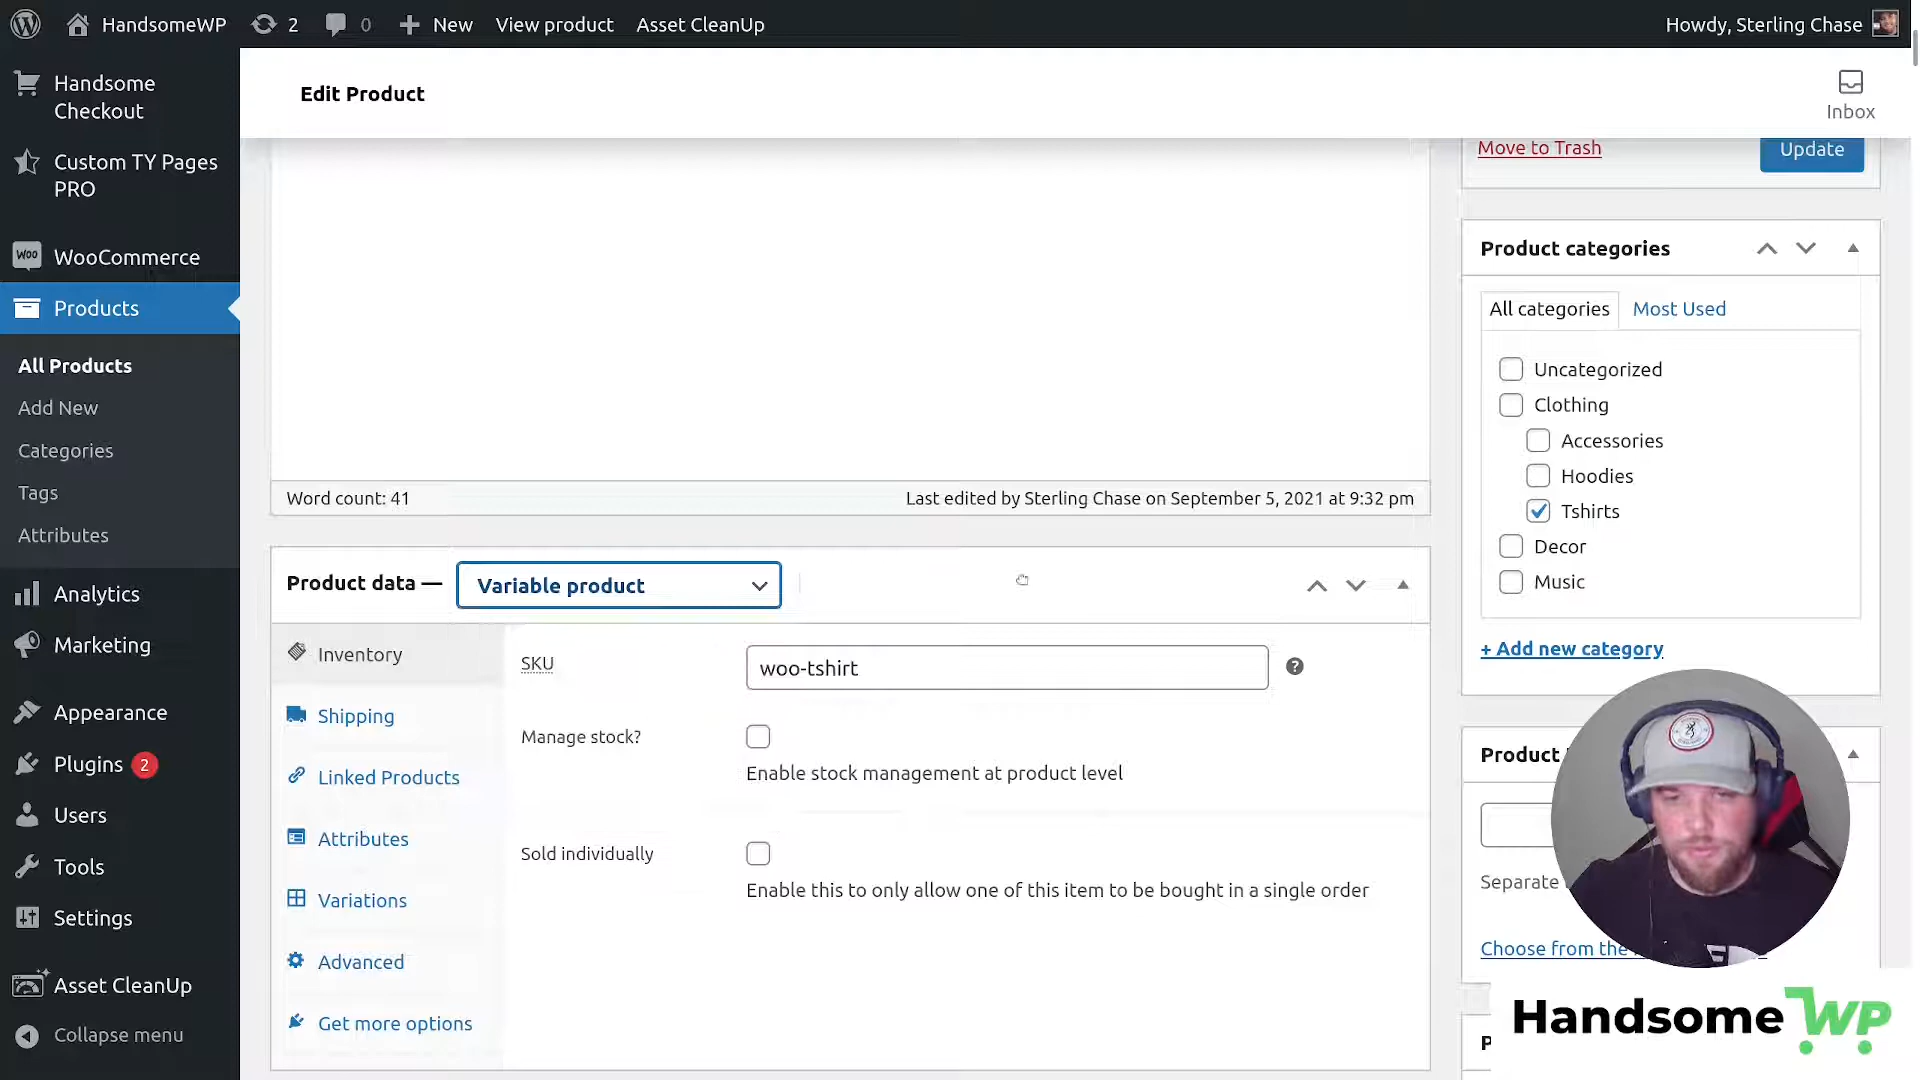 HandsomeWP
2
0
New
View product
Asset CleanUp
Howdy, Sterling Chase
Handsome
Checkout
Custom TY Pages
PRO
WOO
WooCommerce
Products
All Products
Add New
Categories
Tags
Attributes
Analytics
Marketing
Appearance
Plugins 2
Users
Tools
Settings
Asset CleanUp
Collapse menu
Edit Product
Inbox
Move to Trash
Update
Word count: 41
Last edited by Sterling Chase on September 5, 2021 at 9:32 pm
Product data —
Variable product
Inventory
Shipping
Linked Products
Attributes
Variations
Advanced
Get more options
SKU
woo-tshirt
?
Manage stock?
Enable stock management at product level
Sold individually
Enable this to only allow one of this item to be bought in a single order
Product categories
All categories
Most Used
Uncategorized
Clothing
Accessories
Hoodies
Tshirts
Decor
Music
+ Add new category
Product
Separate
Choose from the
HandsomeWP